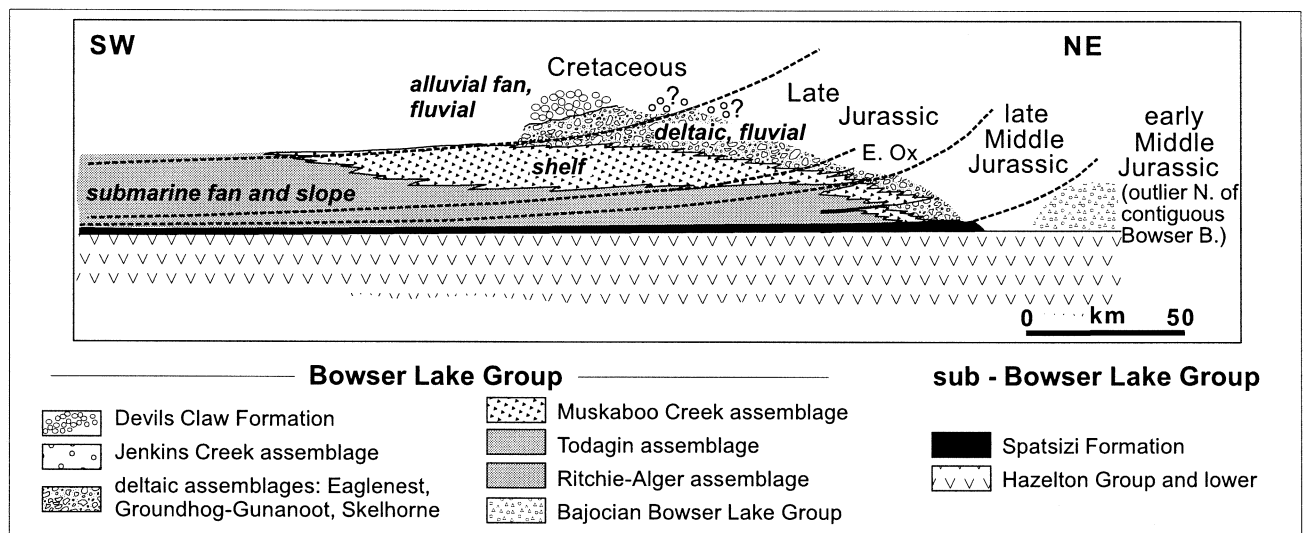 SW
NE
alluvial fan,
fluvial
Cretaceous
? ?
Late
Jurassic
deltaic, fluvial
E. Ox
late
Middle
Jurassic
early
Middle
Jurassic
(outlier N. of
contiguous
Bowser B.)
shelf
submarine fan and slope
km
0 50
Bowser Lake Group
Devils Claw Formation
Jenkins Creek assemblage
deltaic assemblages: Eaglenest,
Groundhog-Gunanoot, Skelhorne
Muskaboo Creek assemblage
Todagin assemblage
Ritchie-Alger assemblage
Bajocian Bowser Lake Group
sub - Bowser Lake Group
Spatsizi Formation
Hazelton Group and lower